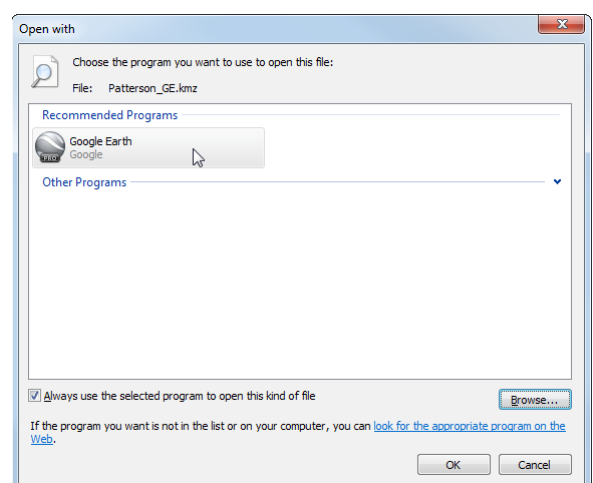 Open with
Choose the program you want to use to open this file:
File: Patterson_GE.kmz
Recommended Programs
Google Earth
PRO
Google
Other Programs
Always use the selected program to open this kind of file
Browse...
If the program you want is not in the list or on your computer, you can look for the appropriate program on the
Web.
OK Cancel